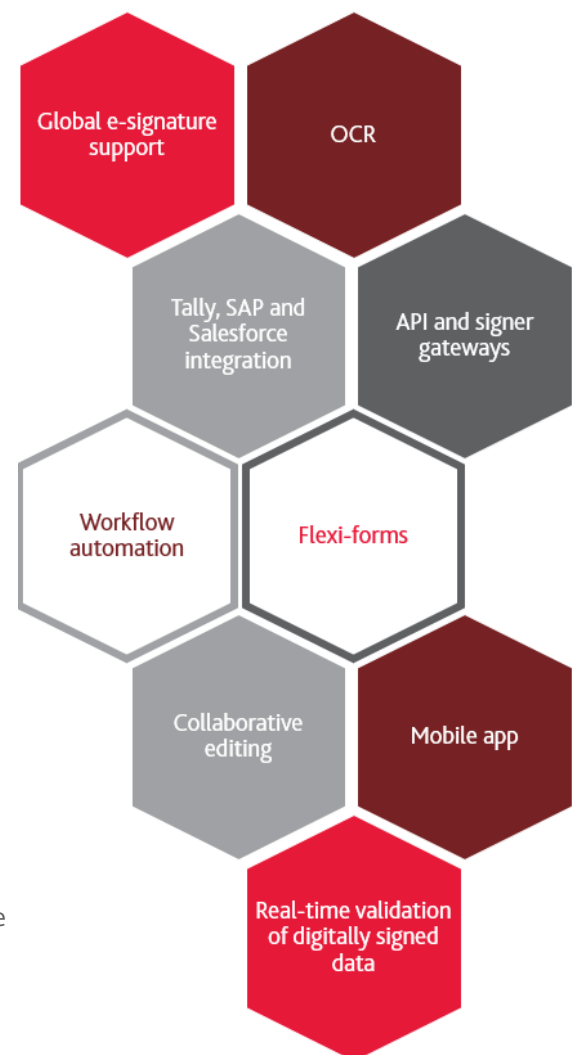 Global e-signature
support
OCR
Tally, SAP and
Salesforce
integration
API and signer
gateways
Workflow
automation
Flexi-forms
Collaborative
editing
Mobile app
e
Real-time validation
of digitally signed
data